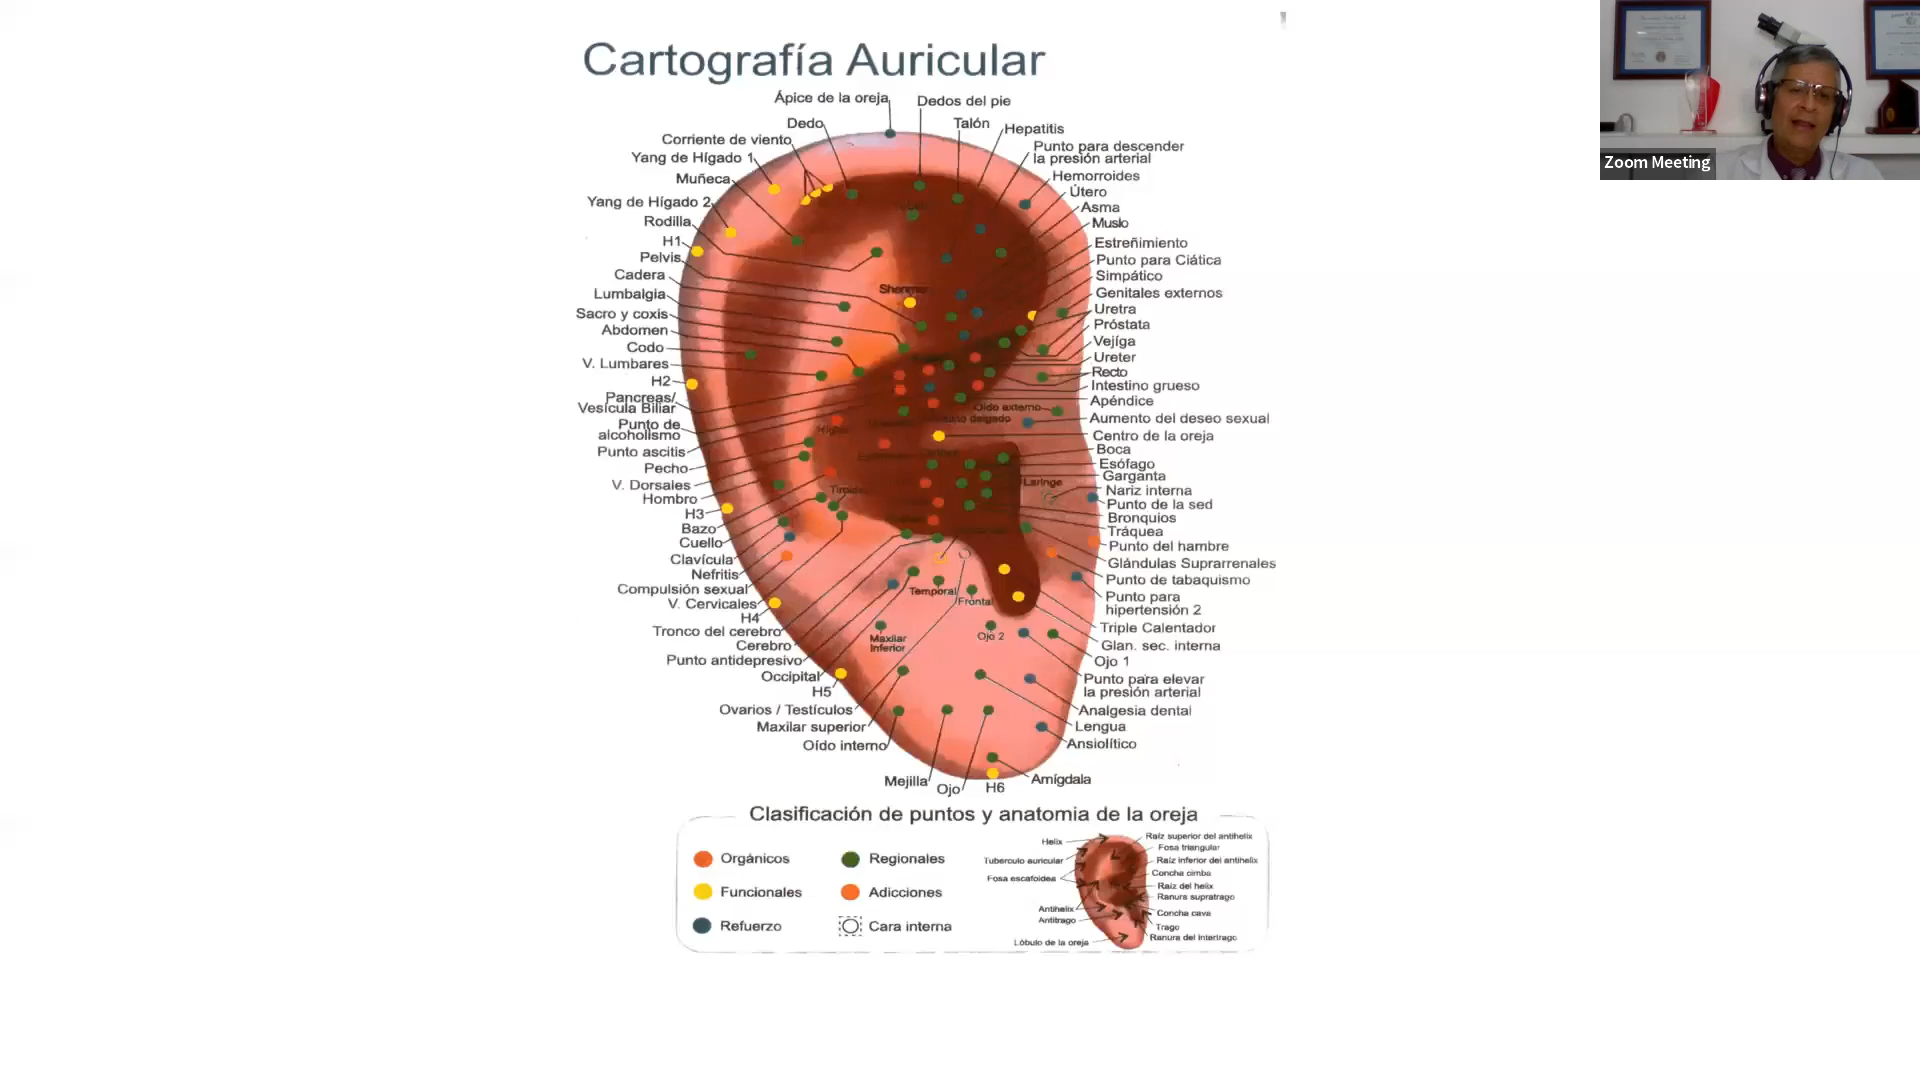 Cartografía Auricular
Zoom Meeting
Ápice de la oreja
Dedos del pie
Dedo
Talón
Hepatitis
Corriente de viento
Punto para descender
la presión arterial
Yang de Hígado 1
Hemorroides
Muñeca
Útero
Yang de Hígado 2
Asma
Rodilla
Muslo
H1
Estreñimiento
Pelvis
Punto para Ciática
Cadera
Simpático
Lumbalgia
Genitales externos
Sacro y coxis
Uretra
Abdomen
Próstata
Codo
Vejiga
V. Lumbares
Ureter
H2
Recto
Pancreas/
Vesícula Biliar
Intestino grueso
Apéndice
Oído externo
Punto de
alcoholismo
Aumento del deseo sexual
Centro de la oreja
Punto ascitis
Boca
Pecho
Esófago
V. Dorsales
Garganta
Laringe
Hombro
Nariz interna
H3
Punto de la sed
Bazo
Bronquios
Cuello
Tráquea
Clavícula
Punto del hambre
Nefritis
Glándulas Suprarrenales
Compulsión sexual
Punto de tabaquismo
V. Cervicales
Punto para
hipertensión 2
H4
Temporal
Frontal
Tronco del cerebro
Triple Calentador
Cerebro
Glan. sec. interna
Maxilar
Inferior
Ojo 2
Punto antidepresivo
Ojo 1
Occipital
Punto para elevar
la presión arterial
H5
Ovarios / Testículos
Analgesia dental
Maxilar superior
Lengua
Oído interno
Ansiolítico
Mejilla
Ojo
H6
Amígdala
Clasificación de puntos y anatomia de la oreja
Orgánicos
Regionales
Funcionales
Adicciones
Refuerzo
Cara interna
Helix
Raíz superior del antihelix
Tuberculo auricular
Fosa triangular
Fosa escafoidea
Raíz inferior del antihelix
Concha cimba
Raíz del helix
Ranura supratrago
Antihelix
Concha cava
Antitrago
Trago
Ranura del intertrago
Lóbulo de la oreja